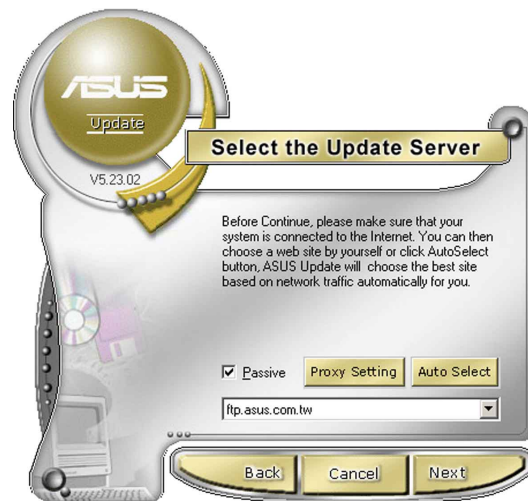 ASUS
Update
V5.23.02
Select the Update Server
Before Continue, please make sure that your
system is connected to the Internet. You can then
choose a web site by yourself or click AutoSelect
button, ASUS Update will choose the best site
based on network traffic automatically for you.
Passive
Proxy Setting
Auto Select
ftp.asus.com.tw
Back
Cancel
Next